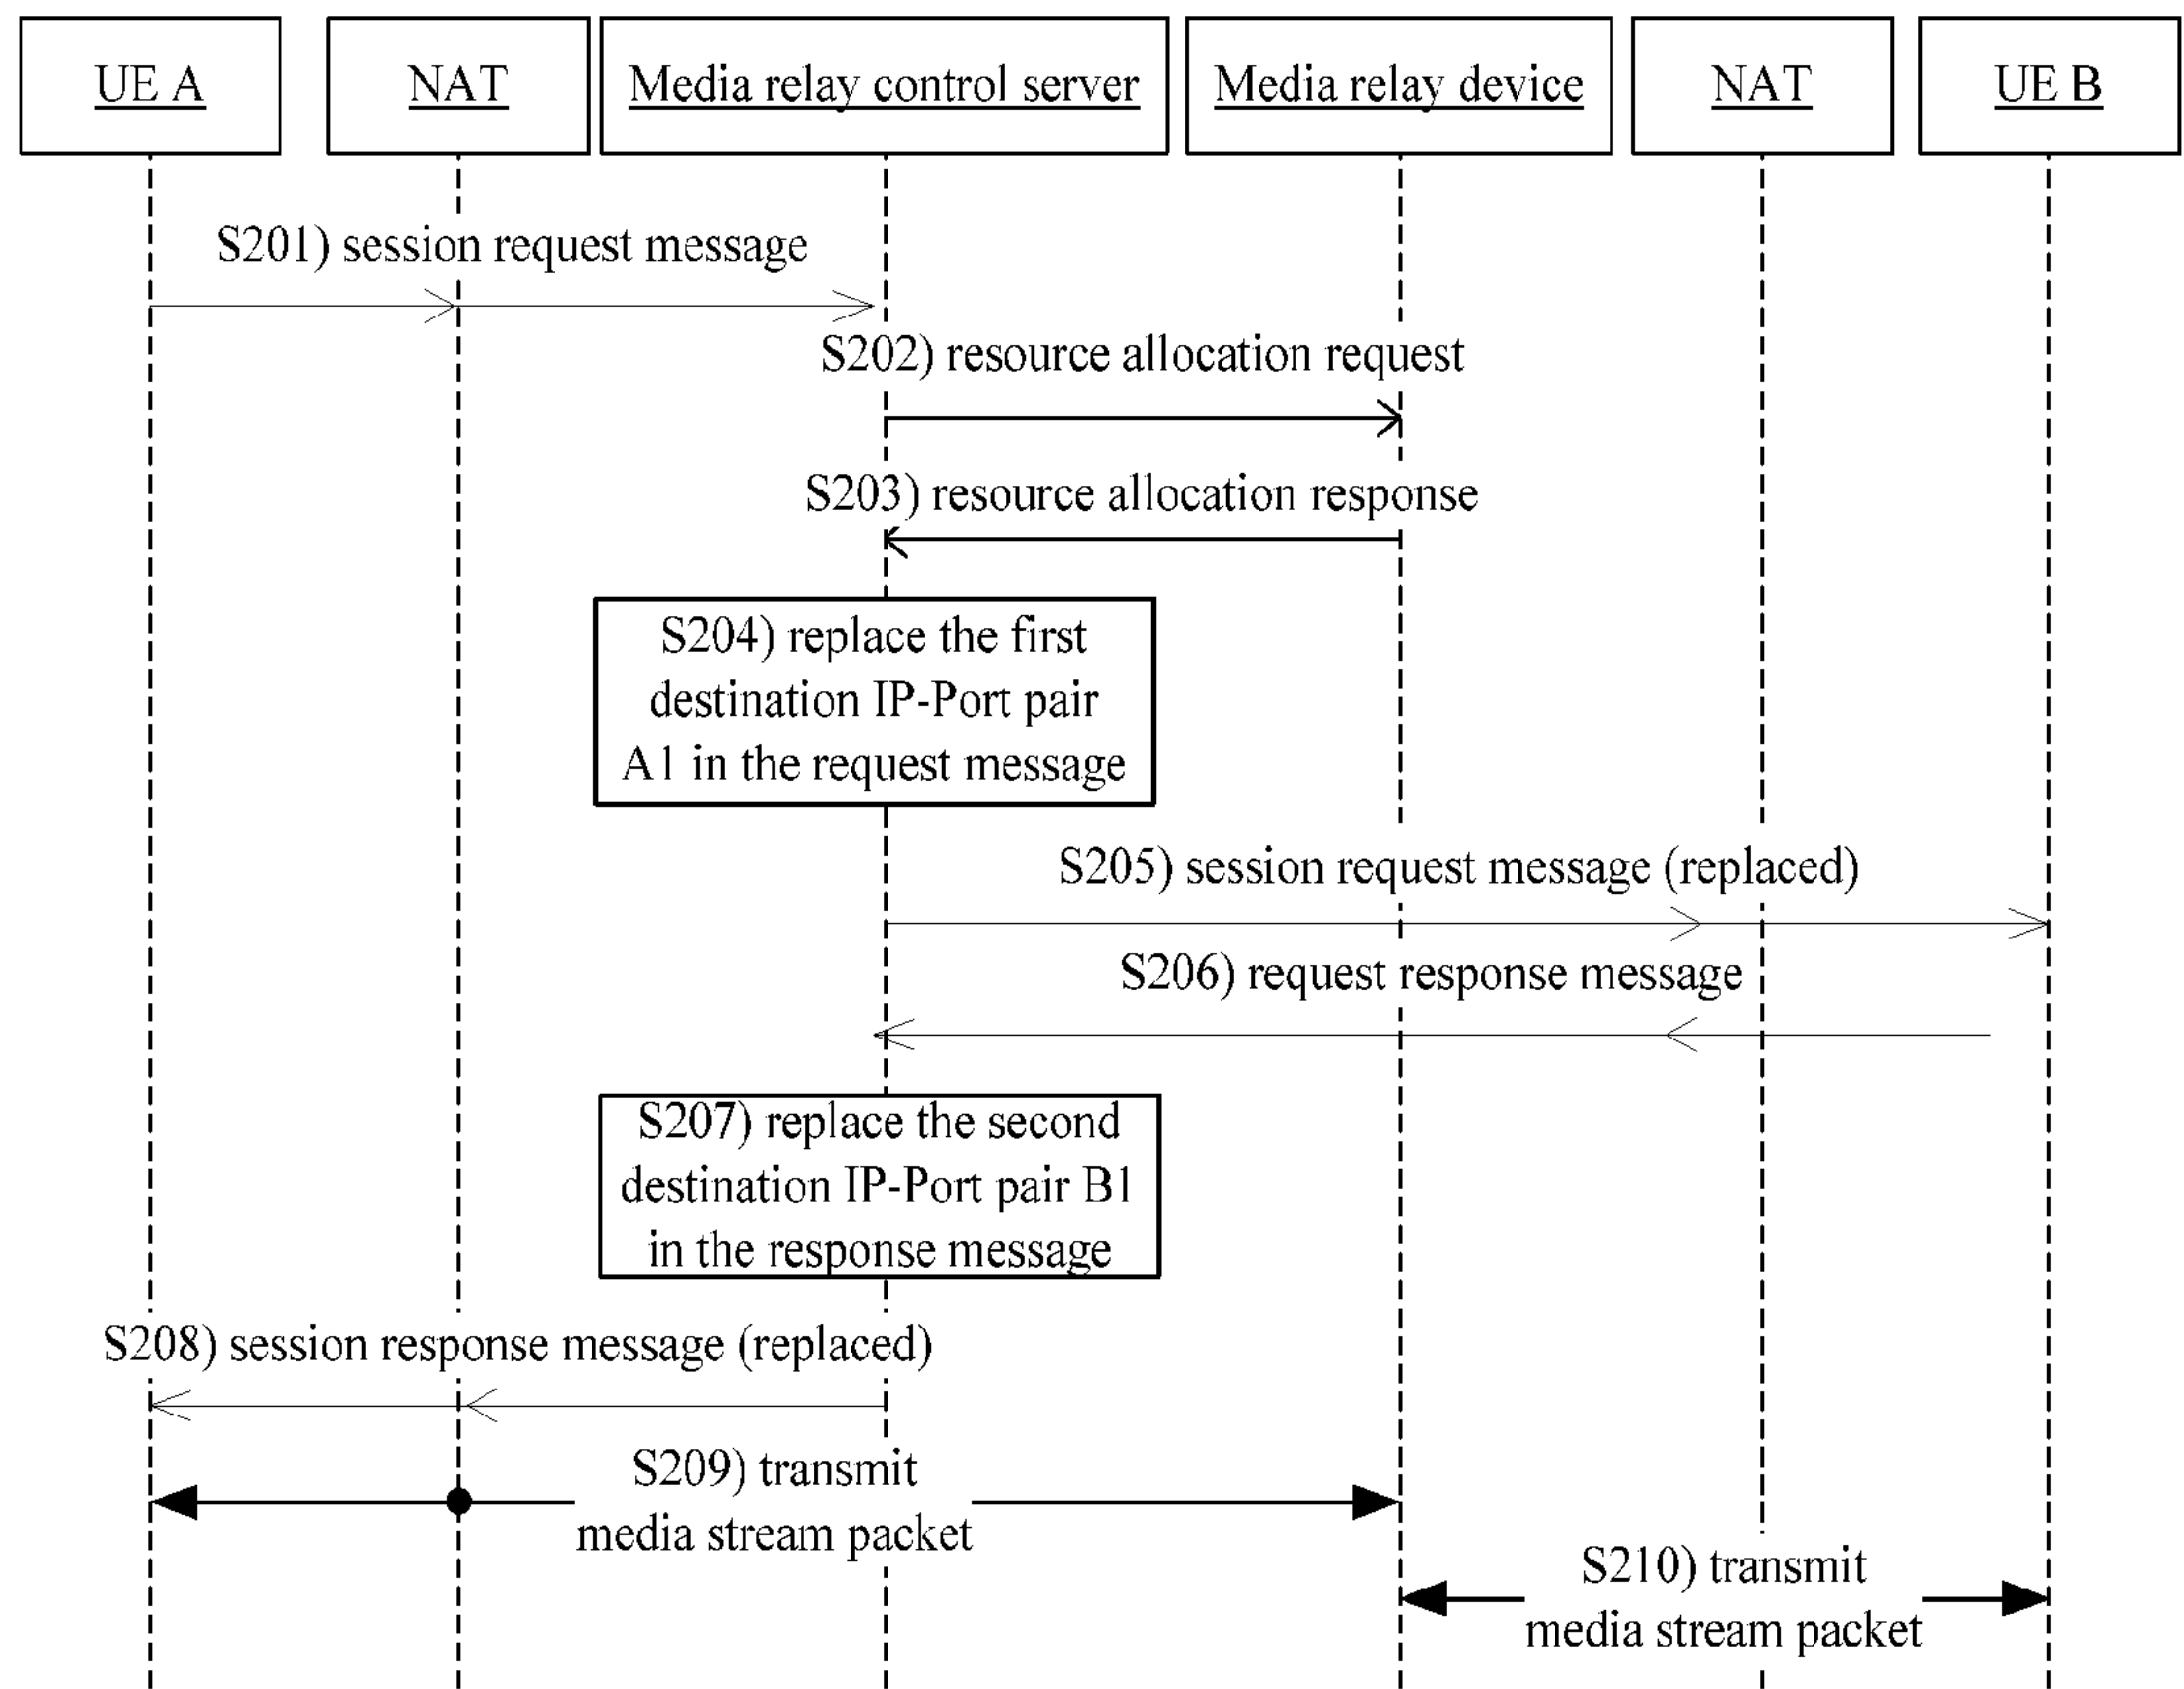 UE A
NAT
Media relay control server
Media relay device
NAT
UE B
S201) session request message
S202) resource allocation request
S203) resource allocation response
S204) replace the first
destination IP-Port pair
A1 in the request message
S205) session request message (replaced)
S206) request response message
S207) replace the second
destination IP-Port pair B1
in the response message
S208) session response message (replaced)
S209) transmit
media stream packet
S210) transmit
media stream packet